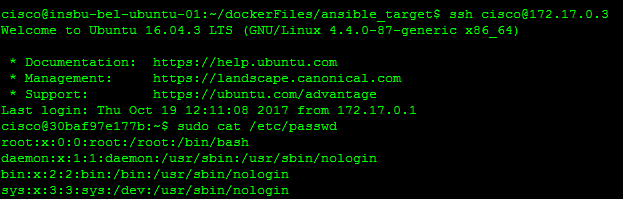 cisco@insbu-bel-ubuntu-01:~/dockerFiles/ansible_target$ ssh cisco@172.17.0.3
Welcome to Ubuntu 16.04.3 LTS (GNU/Linux 4.4.0-87-generic x86_64)

 * Documentation:  https://help.ubuntu.com
 * Management:     https://landscape.canonical.com
 * Support:        https://ubuntu.com/advantage
Last login: Thu Oct 19 12:11:08 2017 from 172.17.0.1
cisco@30baf97e177b:~$ sudo cat /etc/passwd
root:x:0:0:root:/root:/bin/bash
daemon:x:1:1:daemon:/usr/sbin:/usr/sbin/nologin
bin:x:2:2:bin:/bin:/usr/sbin/nologin
sys:x:3:3:sys:/dev:/usr/sbin/nologin